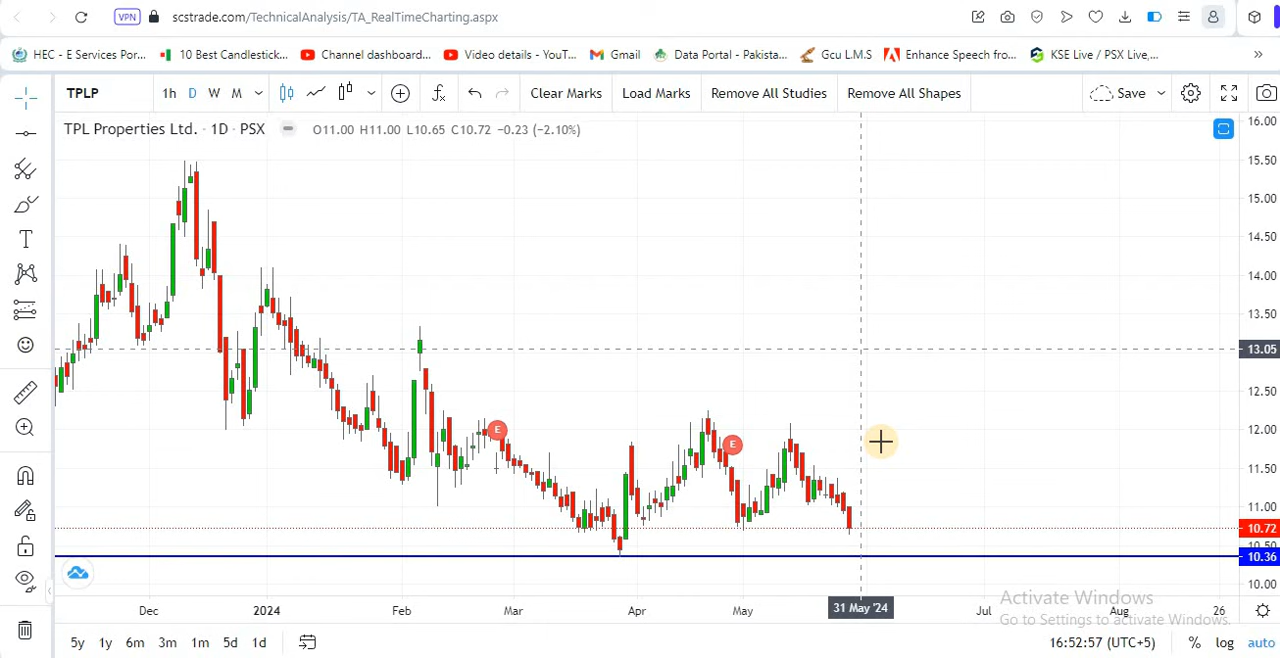 VPN scstrade.com/TechnicalAnalysis/TA_RealTimeCharting.aspx
HEC - E Services Por... 10 Best Candlestick... Channel dashboard... Video details - YouT... Gmail Data Portal - Pakista... Gcu L.M.S Enhance Speech fro... KSE Live / PSX Live,... »
TPLP 1h D W M Clear Marks Load Marks Remove All Studies Remove All Shapes Save
TPL Properties Ltd. · 1D · PSX O11.00 H11.00 L10.65 C10.72 −0.23 (−2.10%)
16.00
15.50
15.00
14.50
14.00
13.50
13.05
12.50
12.00
E
E
11.50
11.00
10.72
10.50
10.36
10.00
Dec 2024 Feb Mar Apr May 31 May '24 Jul Aug 26
Activate Windows
Go to Settings to activate Windows.
5y 1y 6m 3m 1m 5d 1d 16:52:57 (UTC+5) % log auto